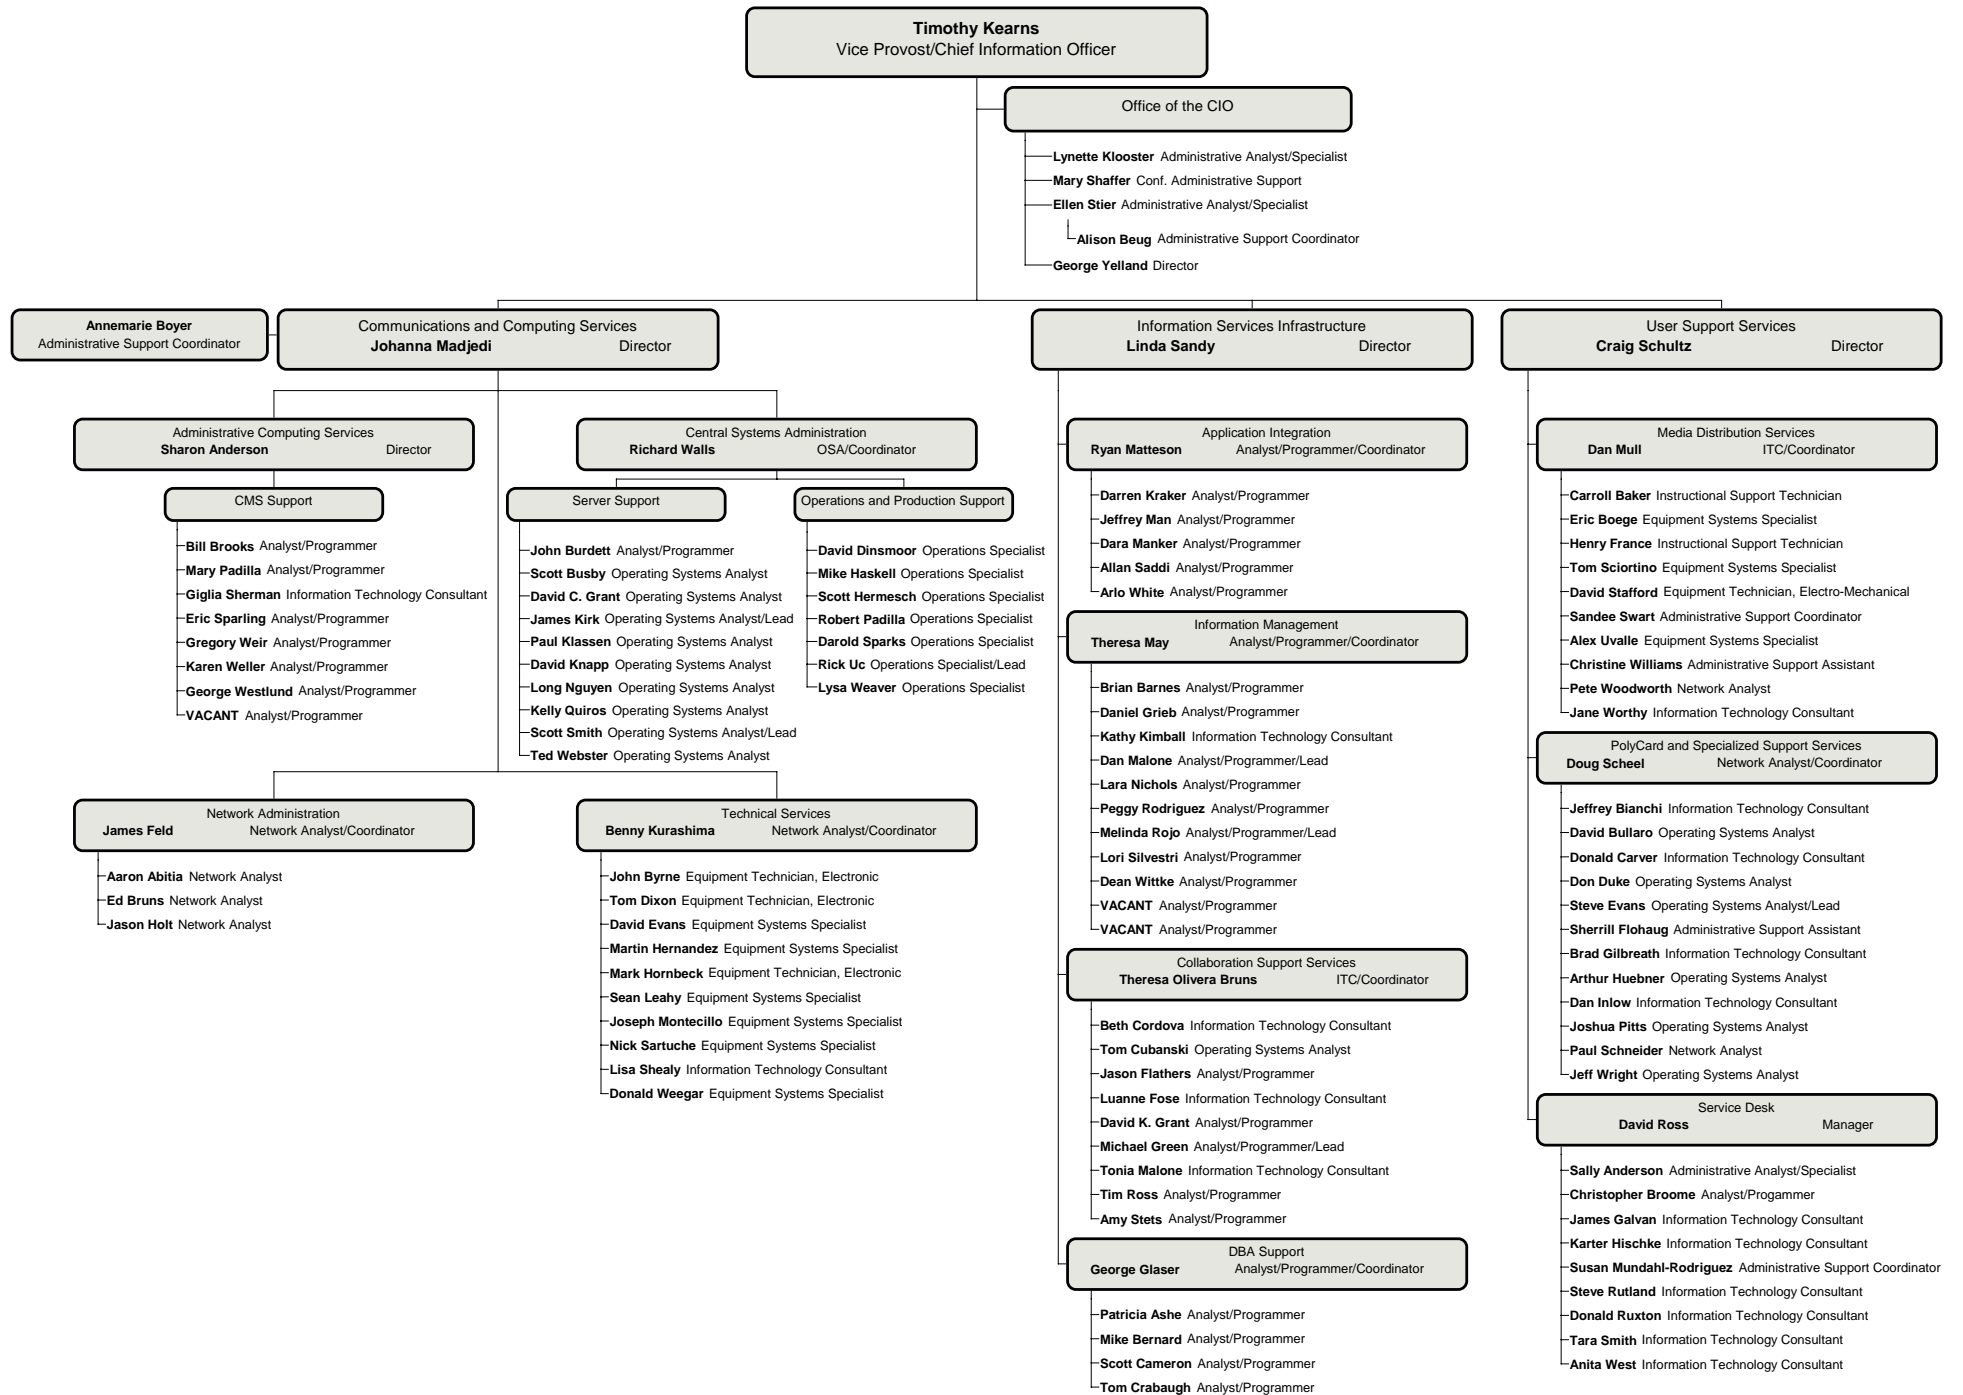 Timothy Kearns
Vice Provost/Chief Information Officer
Office of the CIO
Lynette Klooster Administrative Analyst/Specialist
Mary Shaffer Conf. Administrative Support
Ellen Stier Administrative Analyst/Specialist
Alison Beug Administrative Support Coordinator
George Yelland Director
Annemarie Boyer
Administrative Support Coordinator
Communications and Computing Services
Johanna Madjedi Director
Administrative Computing Services
Sharon Anderson Director
CMS Support
Bill Brooks Analyst/Programmer
Mary Padilla Analyst/Programmer
Giglia Sherman Information Technology Consultant
Eric Sparling Analyst/Programmer
Gregory Weir Analyst/Programmer
Karen Weller Analyst/Programmer
George Westlund Analyst/Programmer
VACANT Analyst/Programmer
Central Systems Administration
Richard Walls OSA/Coordinator
Server Support
John Burdett Analyst/Programmer
Scott Busby Operating Systems Analyst
David C. Grant Operating Systems Analyst
James Kirk Operating Systems Analyst/Lead
Paul Klassen Operating Systems Analyst
David Knapp Operating Systems Analyst
Long Nguyen Operating Systems Analyst
Kelly Quiros Operating Systems Analyst
Scott Smith Operating Systems Analyst/Lead
Ted Webster Operating Systems Analyst
Operations and Production Support
David Dinsmoor Operations Specialist
Mike Haskell Operations Specialist
Scott Hermesch Operations Specialist
Robert Padilla Operations Specialist
Darold Sparks Operations Specialist
Rick Uc Operations Specialist/Lead
Lysa Weaver Operations Specialist
Network Administration
James Feld Network Analyst/Coordinator
Aaron Abitia Network Analyst
Ed Bruns Network Analyst
Jason Holt Network Analyst
Technical Services
Benny Kurashima Network Analyst/Coordinator
John Byrne Equipment Technician, Electronic
Tom Dixon Equipment Technician, Electronic
David Evans Equipment Systems Specialist
Martin Hernandez Equipment Systems Specialist
Mark Hornbeck Equipment Technician, Electronic
Sean Leahy Equipment Systems Specialist
Joseph Montecillo Equipment Systems Specialist
Nick Sartuche Equipment Systems Specialist
Lisa Shealy Information Technology Consultant
Donald Weegar Equipment Systems Specialist
Information Services Infrastructure
Linda Sandy Director
Application Integration
Ryan Matteson Analyst/Programmer/Coordinator
Darren Kraker Analyst/Programmer
Jeffrey Man Analyst/Programmer
Dara Manker Analyst/Programmer
Allan Saddi Analyst/Programmer
Arlo White Analyst/Programmer
Information Management
Theresa May Analyst/Programmer/Coordinator
Brian Barnes Analyst/Programmer
Daniel Grieb Analyst/Programmer
Kathy Kimball Information Technology Consultant
Dan Malone Analyst/Programmer/Lead
Lara Nichols Analyst/Programmer
Peggy Rodriguez Analyst/Programmer
Melinda Rojo Analyst/Programmer/Lead
Lori Silvestri Analyst/Programmer
Dean Wittke Analyst/Programmer
VACANT Analyst/Programmer
VACANT Analyst/Programmer
Collaboration Support Services
Theresa Olivera Bruns ITC/Coordinator
Beth Cordova Information Technology Consultant
Tom Cubanski Operating Systems Analyst
Jason Flathers Analyst/Programmer
Luanne Fose Information Technology Consultant
David K. Grant Analyst/Programmer
Michael Green Analyst/Programmer/Lead
Tonia Malone Information Technology Consultant
Tim Ross Analyst/Programmer
Amy Stets Analyst/Programmer
DBA Support
George Glaser Analyst/Programmer/Coordinator
Patricia Ashe Analyst/Programmer
Mike Bernard Analyst/Programmer
Scott Cameron Analyst/Programmer
Tom Crabaugh Analyst/Programmer
User Support Services
Craig Schultz Director
Media Distribution Services
Dan Mull ITC/Coordinator
Carroll Baker Instructional Support Technician
Eric Boege Equipment Systems Specialist
Henry France Instructional Support Technician
Tom Sciortino Equipment Systems Specialist
David Stafford Equipment Technician, Electro-Mechanical
Sandee Swart Administrative Support Coordinator
Alex Uvalle Equipment Systems Specialist
Christine Williams Administrative Support Assistant
Pete Woodworth Network Analyst
Jane Worthy Information Technology Consultant
PolyCard and Specialized Support Services
Doug Scheel Network Analyst/Coordinator
Jeffrey Bianchi Information Technology Consultant
David Bullaro Operating Systems Analyst
Donald Carver Information Technology Consultant
Don Duke Operating Systems Analyst
Steve Evans Operating Systems Analyst/Lead
Sherrill Flohaug Administrative Support Assistant
Brad Gilbreath Information Technology Consultant
Arthur Huebner Operating Systems Analyst
Dan Inlow Information Technology Consultant
Joshua Pitts Operating Systems Analyst
Paul Schneider Network Analyst
Jeff Wright Operating Systems Analyst
Service Desk
David Ross Manager
Sally Anderson Administrative Analyst/Specialist
Christopher Broome Analyst/Progammer
James Galvan Information Technology Consultant
Karter Hischke Information Technology Consultant
Susan Mundahl-Rodriguez Administrative Support Coordinator
Steve Rutland Information Technology Consultant
Donald Ruxton Information Technology Consultant
Tara Smith Information Technology Consultant
Anita West Information Technology Consultant